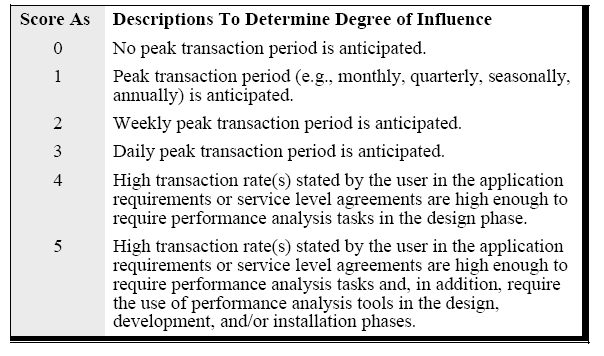 Score As Descriptions To Determine Degree of Influence
0 No peak transaction period is anticipated.
1 Peak transaction period (e.g., monthly, quarterly, seasonally,
annually) is anticipated.
2 Weekly peak transaction period is anticipated.
3 Daily peak transaction period is anticipated.
4 High transaction rate(s) stated by the user in the application
requirements or service level agreements are high enough to
require performance analysis tasks in the design phase.
5 High transaction rate(s) stated by the user in the application
requirements or service level agreements are high enough to
require performance analysis tasks and, in addition, require
the use of performance analysis tools in the design,
development, and/or installation phases.